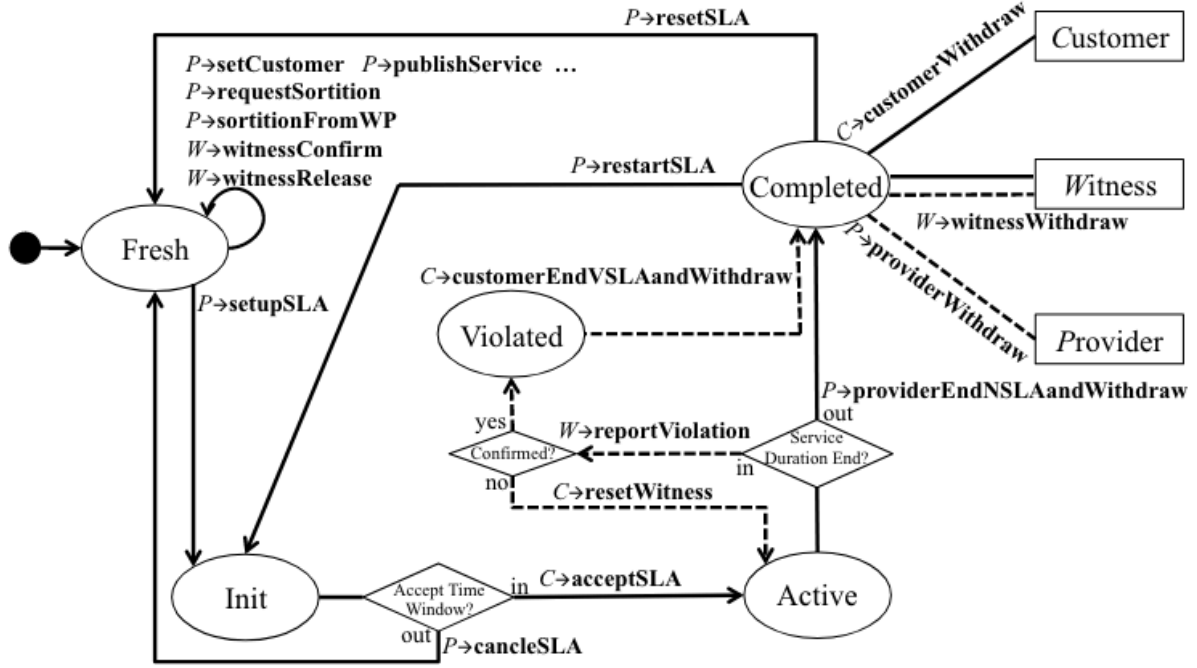 P→resetSLA
P→setCustomer P→publishService ...
P→requestSortition
P→sortitionFromWP
W→witnessConfirm
W→witnessRelease
C→customerWithdraw
Customer
P→restartSLA
Completed
Witness
W→witnessWithdraw
Fresh
P→providerWithdraw
C→customerEndVSLAandWithdraw
P→setupSLA
Violated
Provider
P→providerEndNSLAandWithdraw
out
yes
W→reportViolation
Service
Duration End?
Confirmed?
in
no
C→resetWitness
Init
Accept Time
Window?
in
C→acceptSLA
Active
out
P→cancleSLA